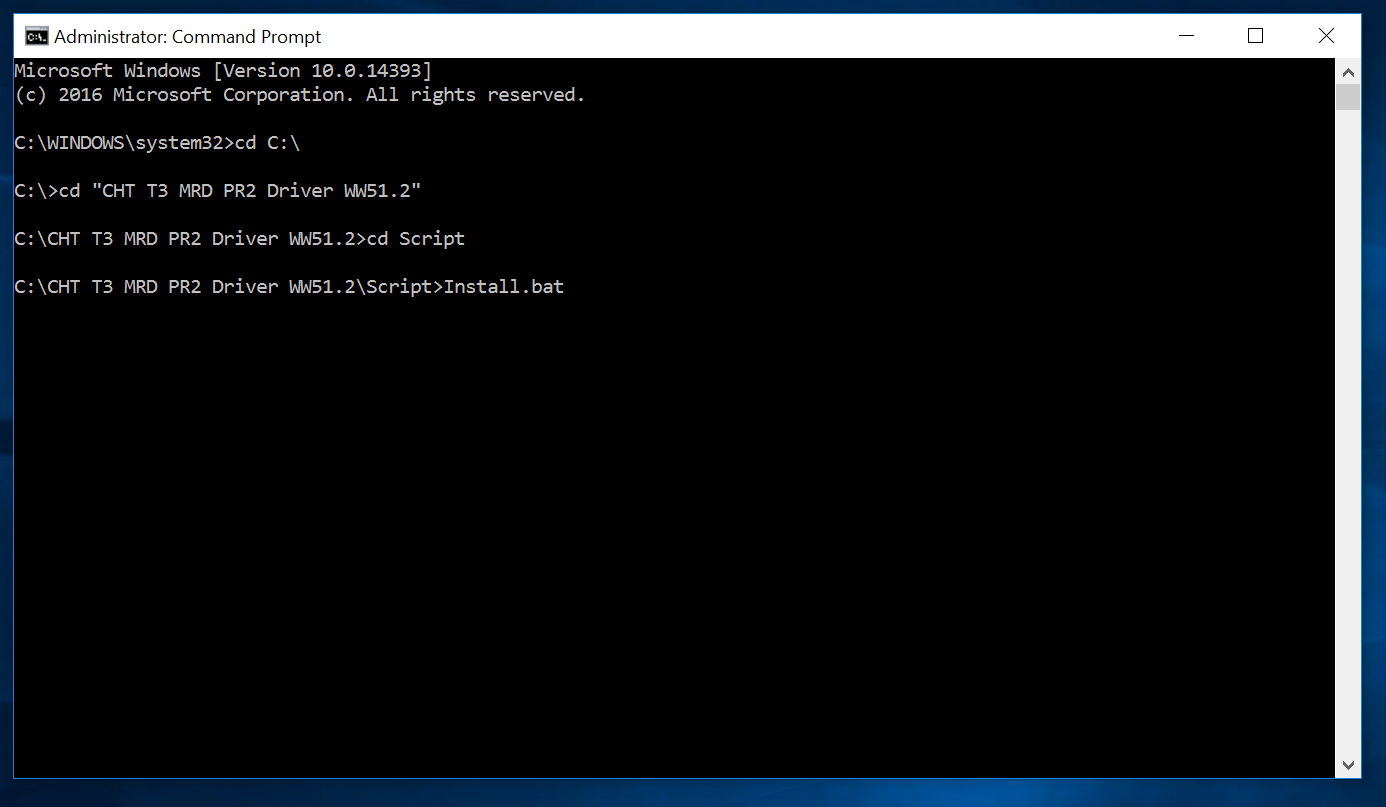 Administrator: Command Prompt
Microsoft Windows [Version 10.0.14393]
(c) 2016 Microsoft Corporation. All rights reserved.
C:\WINDOWS\system32>cd C:\
C:\>cd "CHT T3 MRD PR2 Driver WW51.2"
C:\CHT T3 MRD PR2 Driver WW51.2>cd Script
C:\CHT T3 MRD PR2 Driver WW51.2\Script>Install.bat